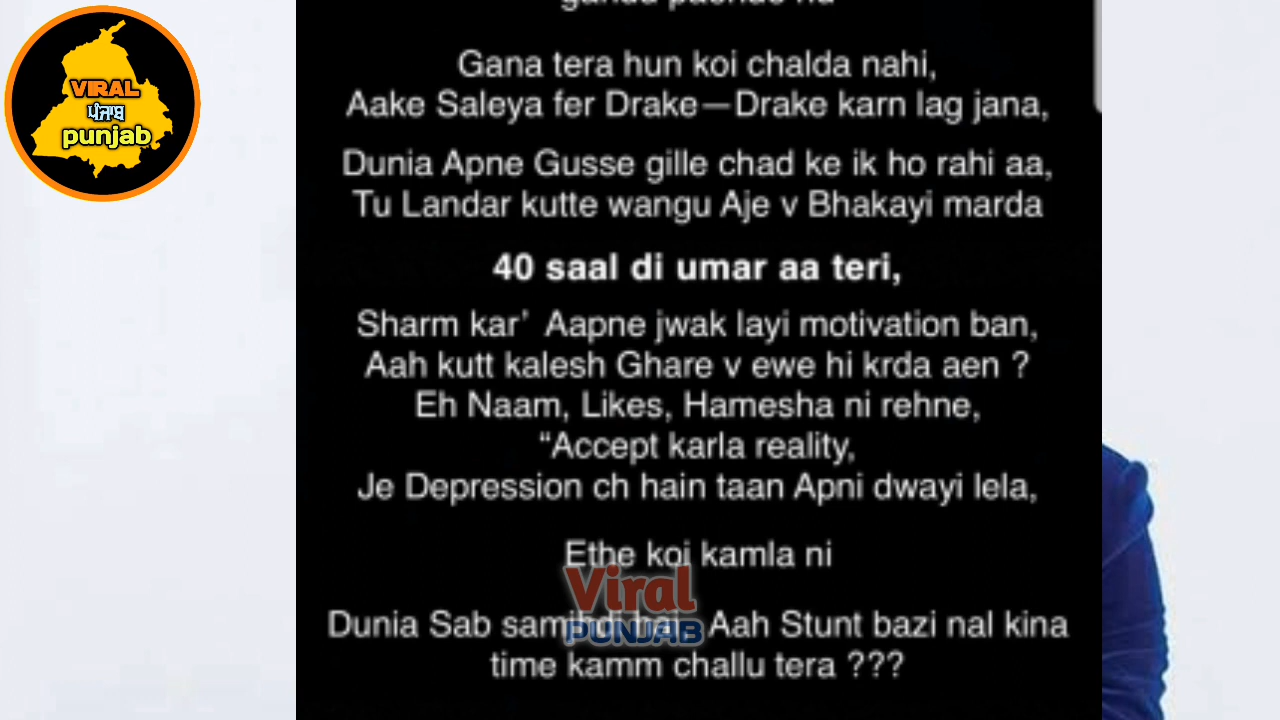 VIRAL
ਪੰਜਾਬ
punjab
Gana tera hun koi chalda nahi,
Aake Saleya fer Drake—Drake karn lag jana,
Dunia Apne Gusse gille chad ke ik ho rahi aa,
Tu Landar kutte wangu Aje v Bhakayi marda
40 saal di umar aa teri,
Sharm kar' Aapne jwak layi motivation ban,
Aah kutt kalesh Ghare v ewe hi krda aen ?
Eh Naam, Likes, Hamesha ni rehne,
“Accept karla reality,
Je Depression ch hain taan Apni dwayi lela,
Ethe koi kamla ni
Viral
PUNJAB
Dunia Sab Aah Stunt bazi nal kina
time kamm challu tera ???